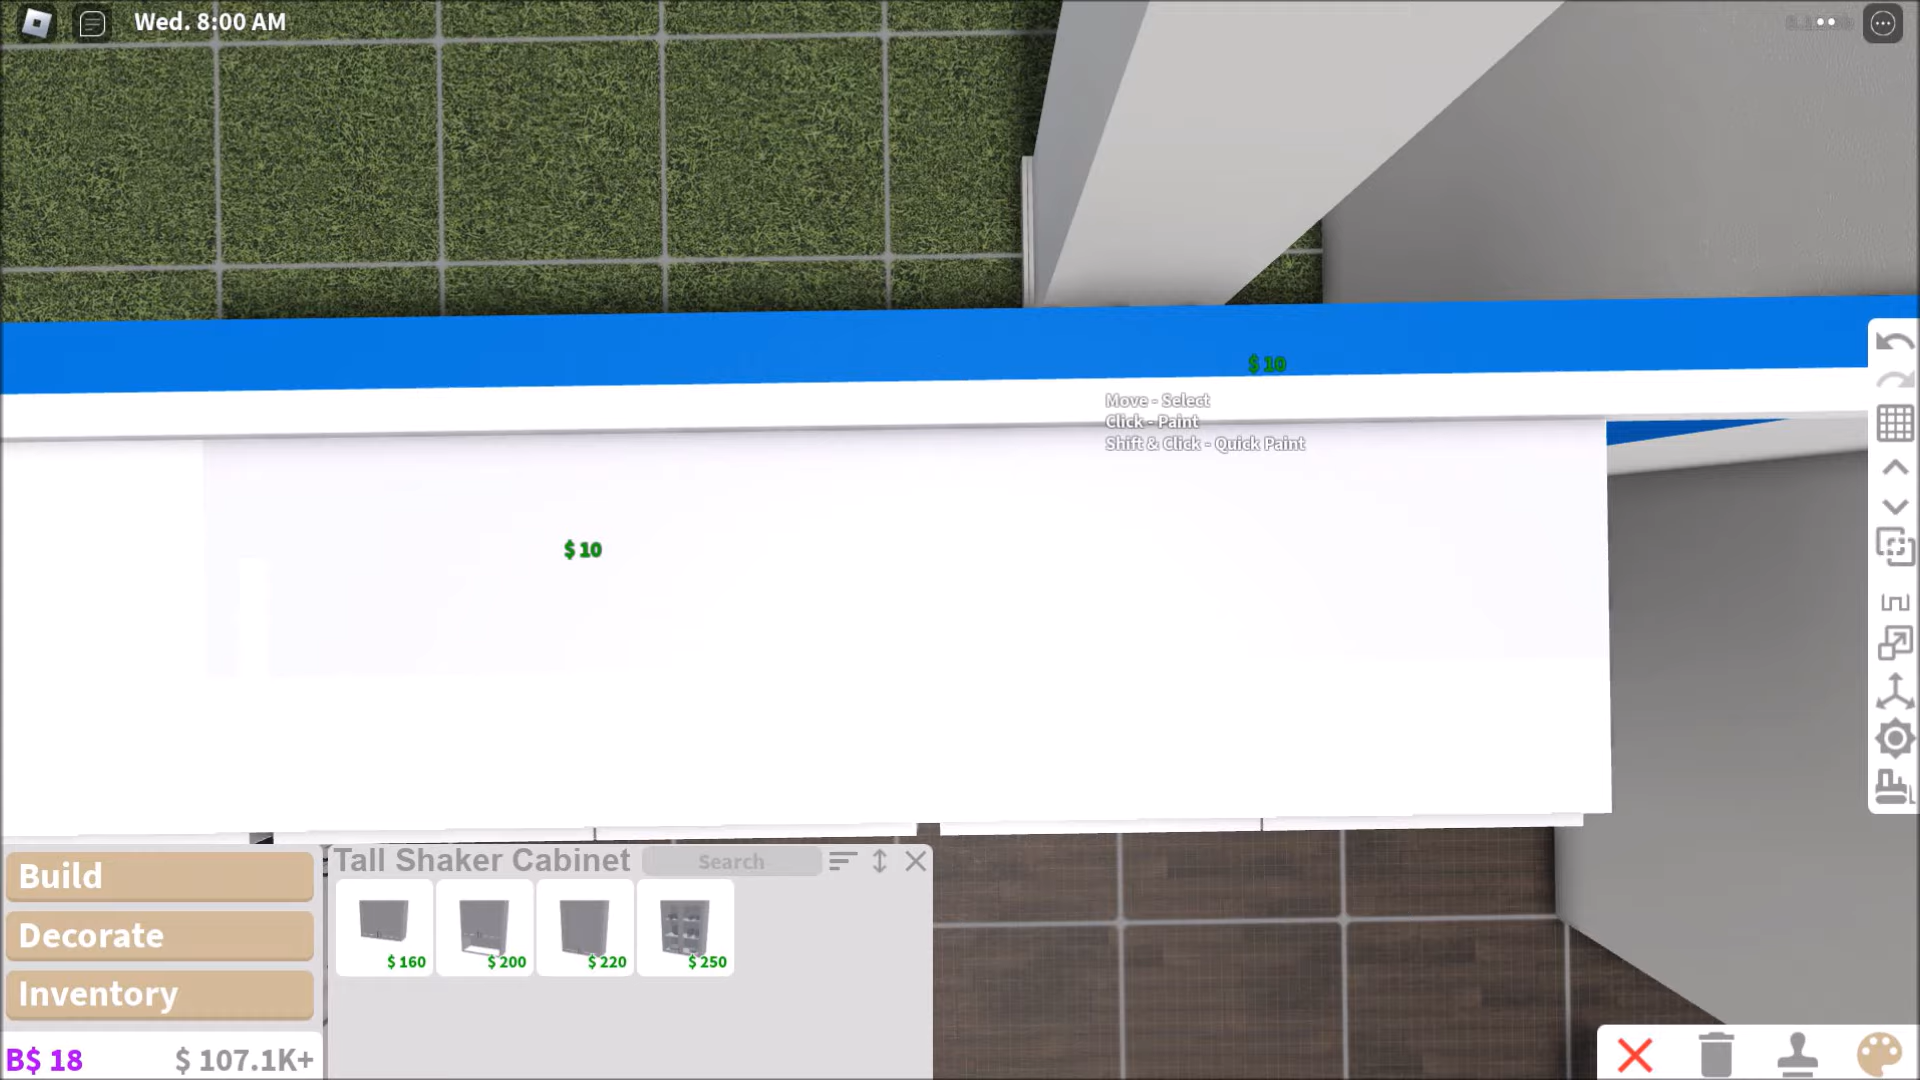 Wed. 8:00 AM
$ 10
Move - Select
Click - Paint
Shift & Click - Quick Paint
$ 10
Build
Decorate
Inventory
B$ 18
$ 107.1K+
Tall Shaker Cabinet
Search
$ 160
$ 200
$ 220
$ 250